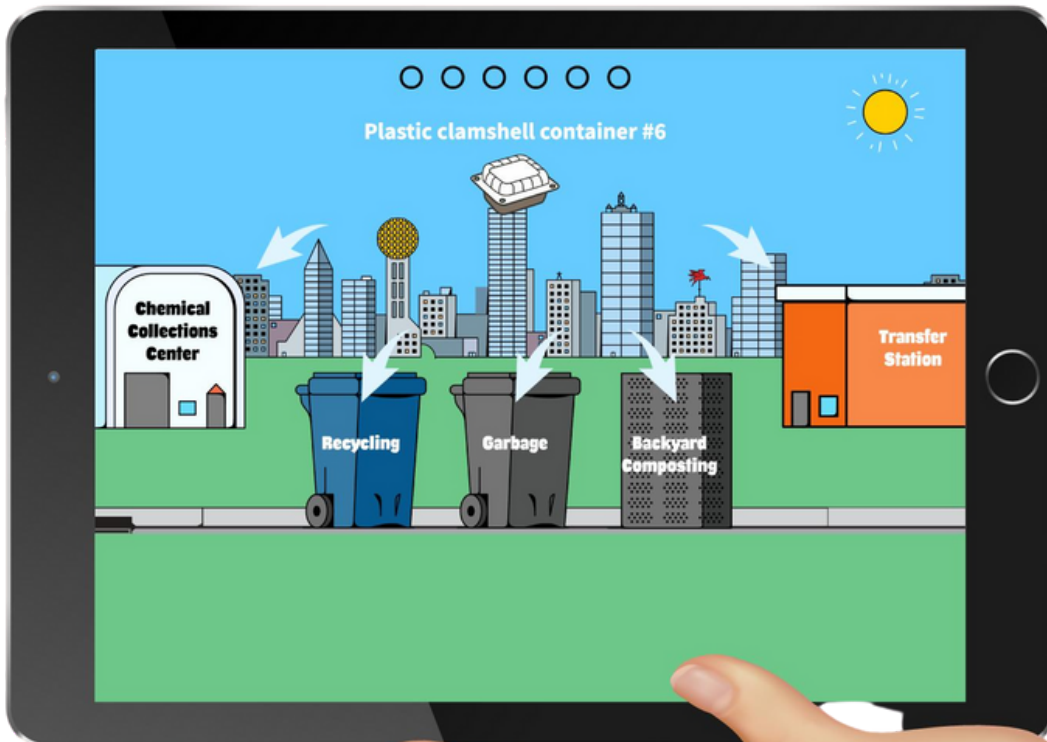 Plastic clamshell container #6
Chemical
Collections
Center
Transfer
Station
Recycling
Garbage
Backyard
Composting